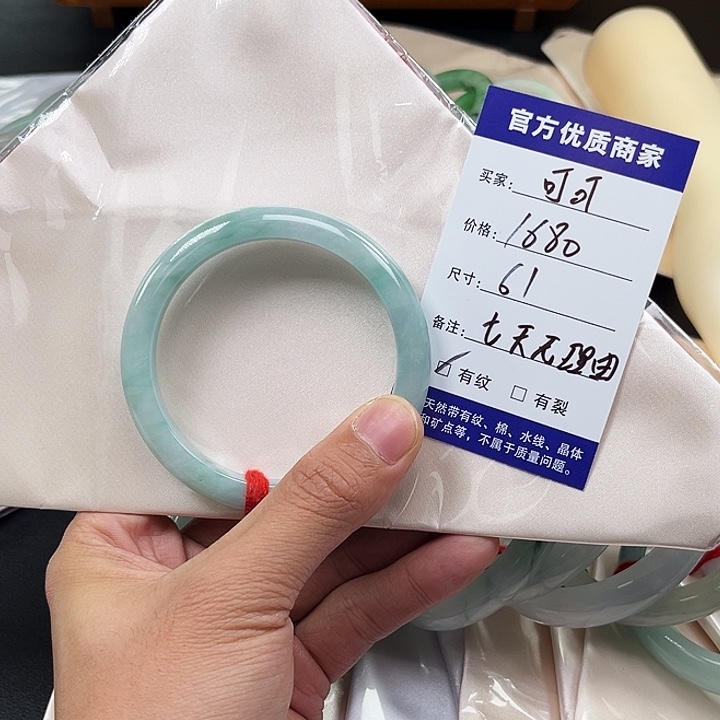 官方优质商家
买家: 可可
价格: 1680
尺寸: 61
备注: 七天无理由
☑ 有纹 ☐ 有裂
天然带有纹、棉、水线、晶体
和矿点等，不属于质量问题。